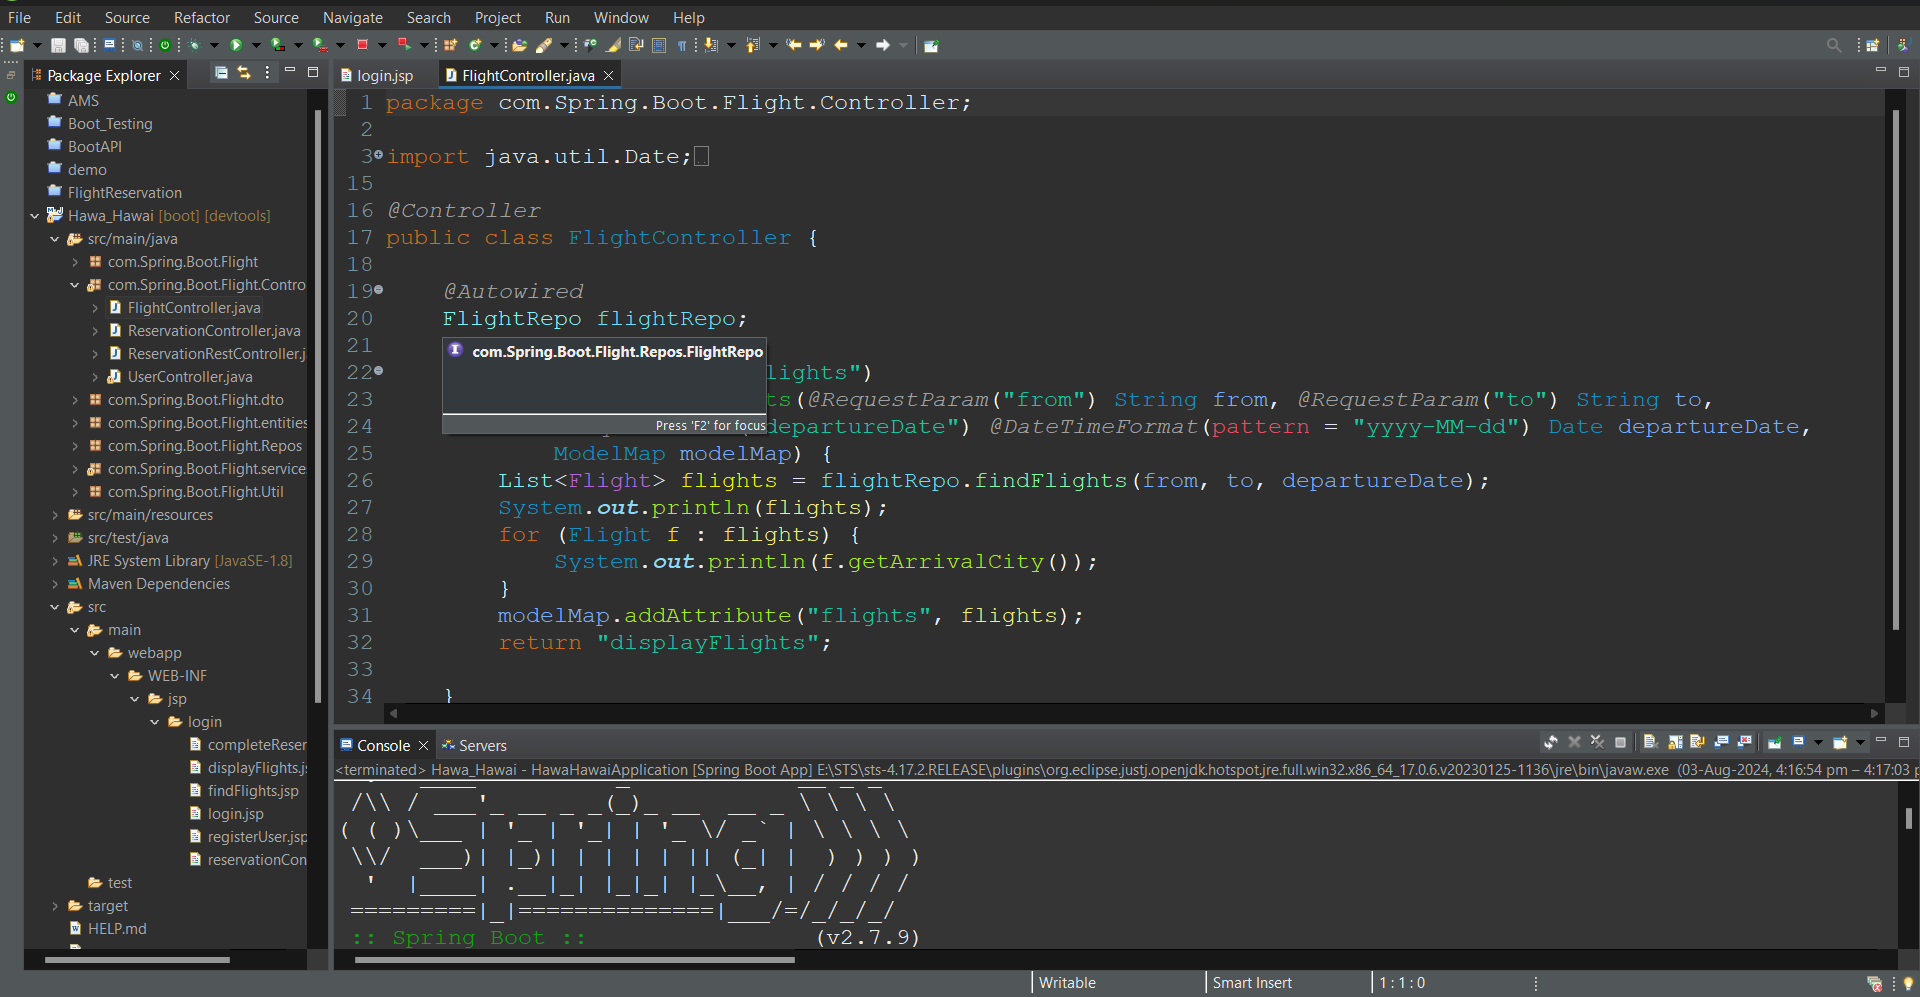 File Edit Source Refactor Source Navigate Search Project Run Window Help
Package Explorer
AMS
Boot_Testing
BootAPI
demo
FlightReservation
Hawa_Hawai [boot] [devtools]
src/main/java
com.Spring.Boot.Flight
com.Spring.Boot.Flight.Contro
FlightController.java
ReservationController.java
ReservationRestController.j
UserController.java
com.Spring.Boot.Flight.dto
com.Spring.Boot.Flight.entities
com.Spring.Boot.Flight.Repos
com.Spring.Boot.Flight.service
com.Spring.Boot.Flight.Util
src/main/resources
src/test/java
JRE System Library [JavaSE-1.8]
Maven Dependencies
src
main
webapp
WEB-INF
jsp
login
completeReser
displayFlights.js
findFlights.jsp
login.jsp
registerUser.jsp
reservationCon
test
target
HELP.md
login.jsp FlightController.java
1 package com.Spring.Boot.Flight.Controller;
2
3 import java.util.Date;
15
16 @Controller
17 public class FlightController {
18
19 @Autowired
20 FlightRepo flightRepo;
21
com.Spring.Boot.Flight.Repos.FlightRepo
Press 'F2' for focus
22 lights")
23 ts(@RequestParam("from") String from, @RequestParam("to") String to,
24 departureDate") @DateTimeFormat(pattern = "yyyy-MM-dd") Date departureDate,
25 ModelMap modelMap) {
26 List<Flight> flights = flightRepo.findFlights(from, to, departureDate);
27 System.out.println(flights);
28 for (Flight f : flights) {
29 System.out.println(f.getArrivalCity());
30 }
31 modelMap.addAttribute("flights", flights);
32 return "displayFlights";
33
34 }
Console Servers
<terminated> Hawa_Hawai - HawaHawaiApplication [Spring Boot App] E:\STS\sts-4.17.2.RELEASE\plugins\org.eclipse.justj.openjdk.hotspot.jre.full.win32.x86_64_17.0.6.v20230125-1136\jre\bin\javaw.exe (03-Aug-2024, 4:16:54 pm – 4:17:03 p
:: Spring Boot :: (v2.7.9)
Writable Smart Insert 1 : 1 : 0